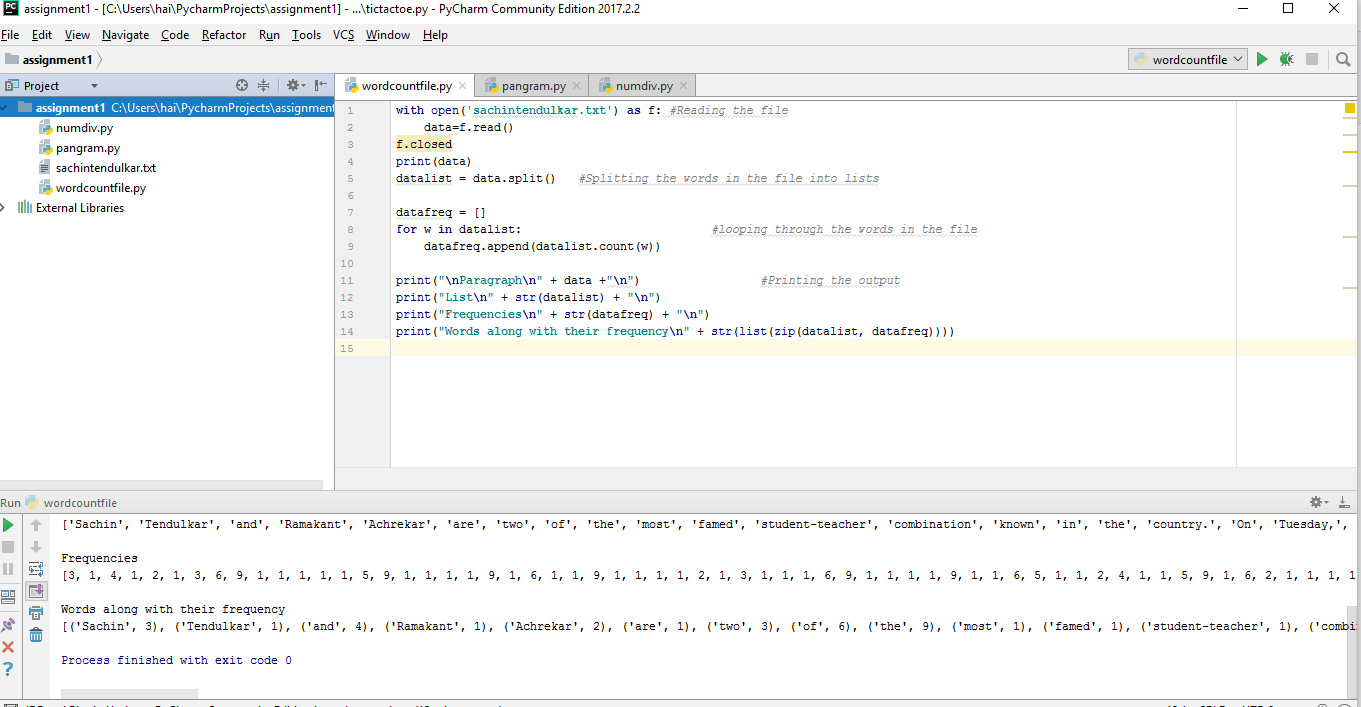 assignment1 - [C:\Users\hai\PycharmProjects\assignment1] - ...\tictactoe.py - PyCharm Community Edition 2017.2.2
File Edit View Navigate Code Refactor Run Tools VCS Window Help
assignment1
wordcountfile
Project
wordcountfile.py
pangram.py
numdiv.py
assignment1 C:\Users\hai\PycharmProjects\assignment
numdiv.py
pangram.py
sachintendulkar.txt
wordcountfile.py
External Libraries
1 with open('sachintendulkar.txt') as f: #Reading the file
2     data=f.read()
3 f.closed
4 print(data)
5 datalist = data.split()   #Splitting the words in the file into lists
6
7 datafreq = []
8 for w in datalist:                           #looping through the words in the file
9     datafreq.append(datalist.count(w))
10
11 print("\nParagraph\n" + data +"\n")                 #Printing the output
12 print("List\n" + str(datalist) + "\n")
13 print("Frequencies\n" + str(datafreq) + "\n")
14 print("Words along with their frequency\n" + str(list(zip(datalist, datafreq))))
15
Run wordcountfile
['Sachin', 'Tendulkar', 'and', 'Ramakant', 'Achrekar', 'are', 'two', 'of', 'the', 'most', 'famed', 'student-teacher', 'combination', 'known', 'in', 'the', 'country.', 'On', 'Tuesday,',
Frequencies
[3, 1, 4, 1, 2, 1, 3, 6, 9, 1, 1, 1, 1, 1, 5, 9, 1, 1, 1, 1, 9, 1, 6, 1, 1, 9, 1, 1, 1, 1, 2, 1, 3, 1, 1, 1, 6, 9, 1, 1, 1, 1, 9, 1, 1, 6, 5, 1, 1, 2, 4, 1, 1, 5, 9, 1, 6, 2, 1, 1, 1, 1
Words along with their frequency
[('Sachin', 3), ('Tendulkar', 1), ('and', 4), ('Ramakant', 1), ('Achrekar', 2), ('are', 1), ('two', 3), ('of', 6), ('the', 9), ('most', 1), ('famed', 1), ('student-teacher', 1), ('combi
Process finished with exit code 0